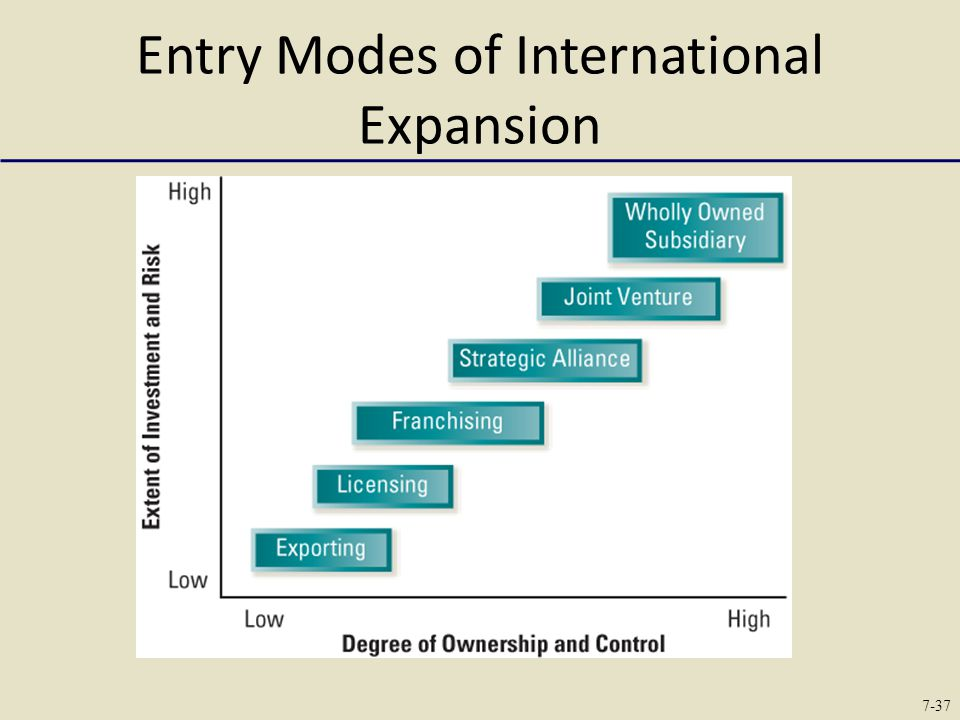 Entry Modes of International
Expansion
High
Wholly Owned
Subsidiary
Joint Venture
Strategic Alliance
Franchising
Licensing
Exporting
Extent of Investment and Risk
Low
Low
High
Degree of Ownership and Control
7-37